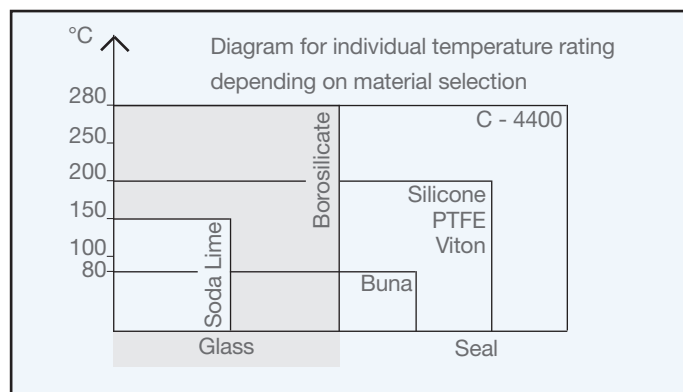 °C
Diagram for individual temperature rating
depending on material selection
280
250
200
150
100
80
Soda Lime
Borosilicate
C - 4400
Silicone
PTFE
Viton
Buna
Glass
Seal